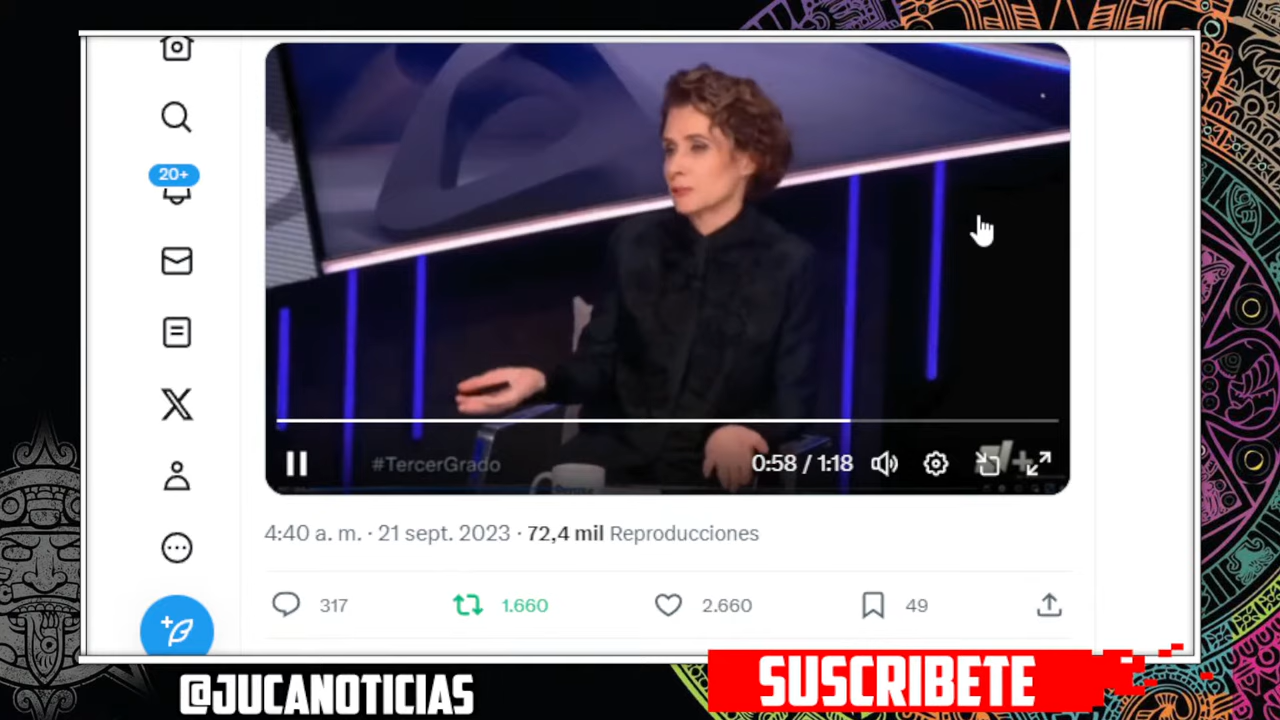 20+
#TercerGrado
0:58 / 1:18
4:40 a. m. · 21 sept. 2023 · 72,4 mil Reproducciones
317
1.660
2.660
49
@JUCANOTICIAS
SUSCRIBETE